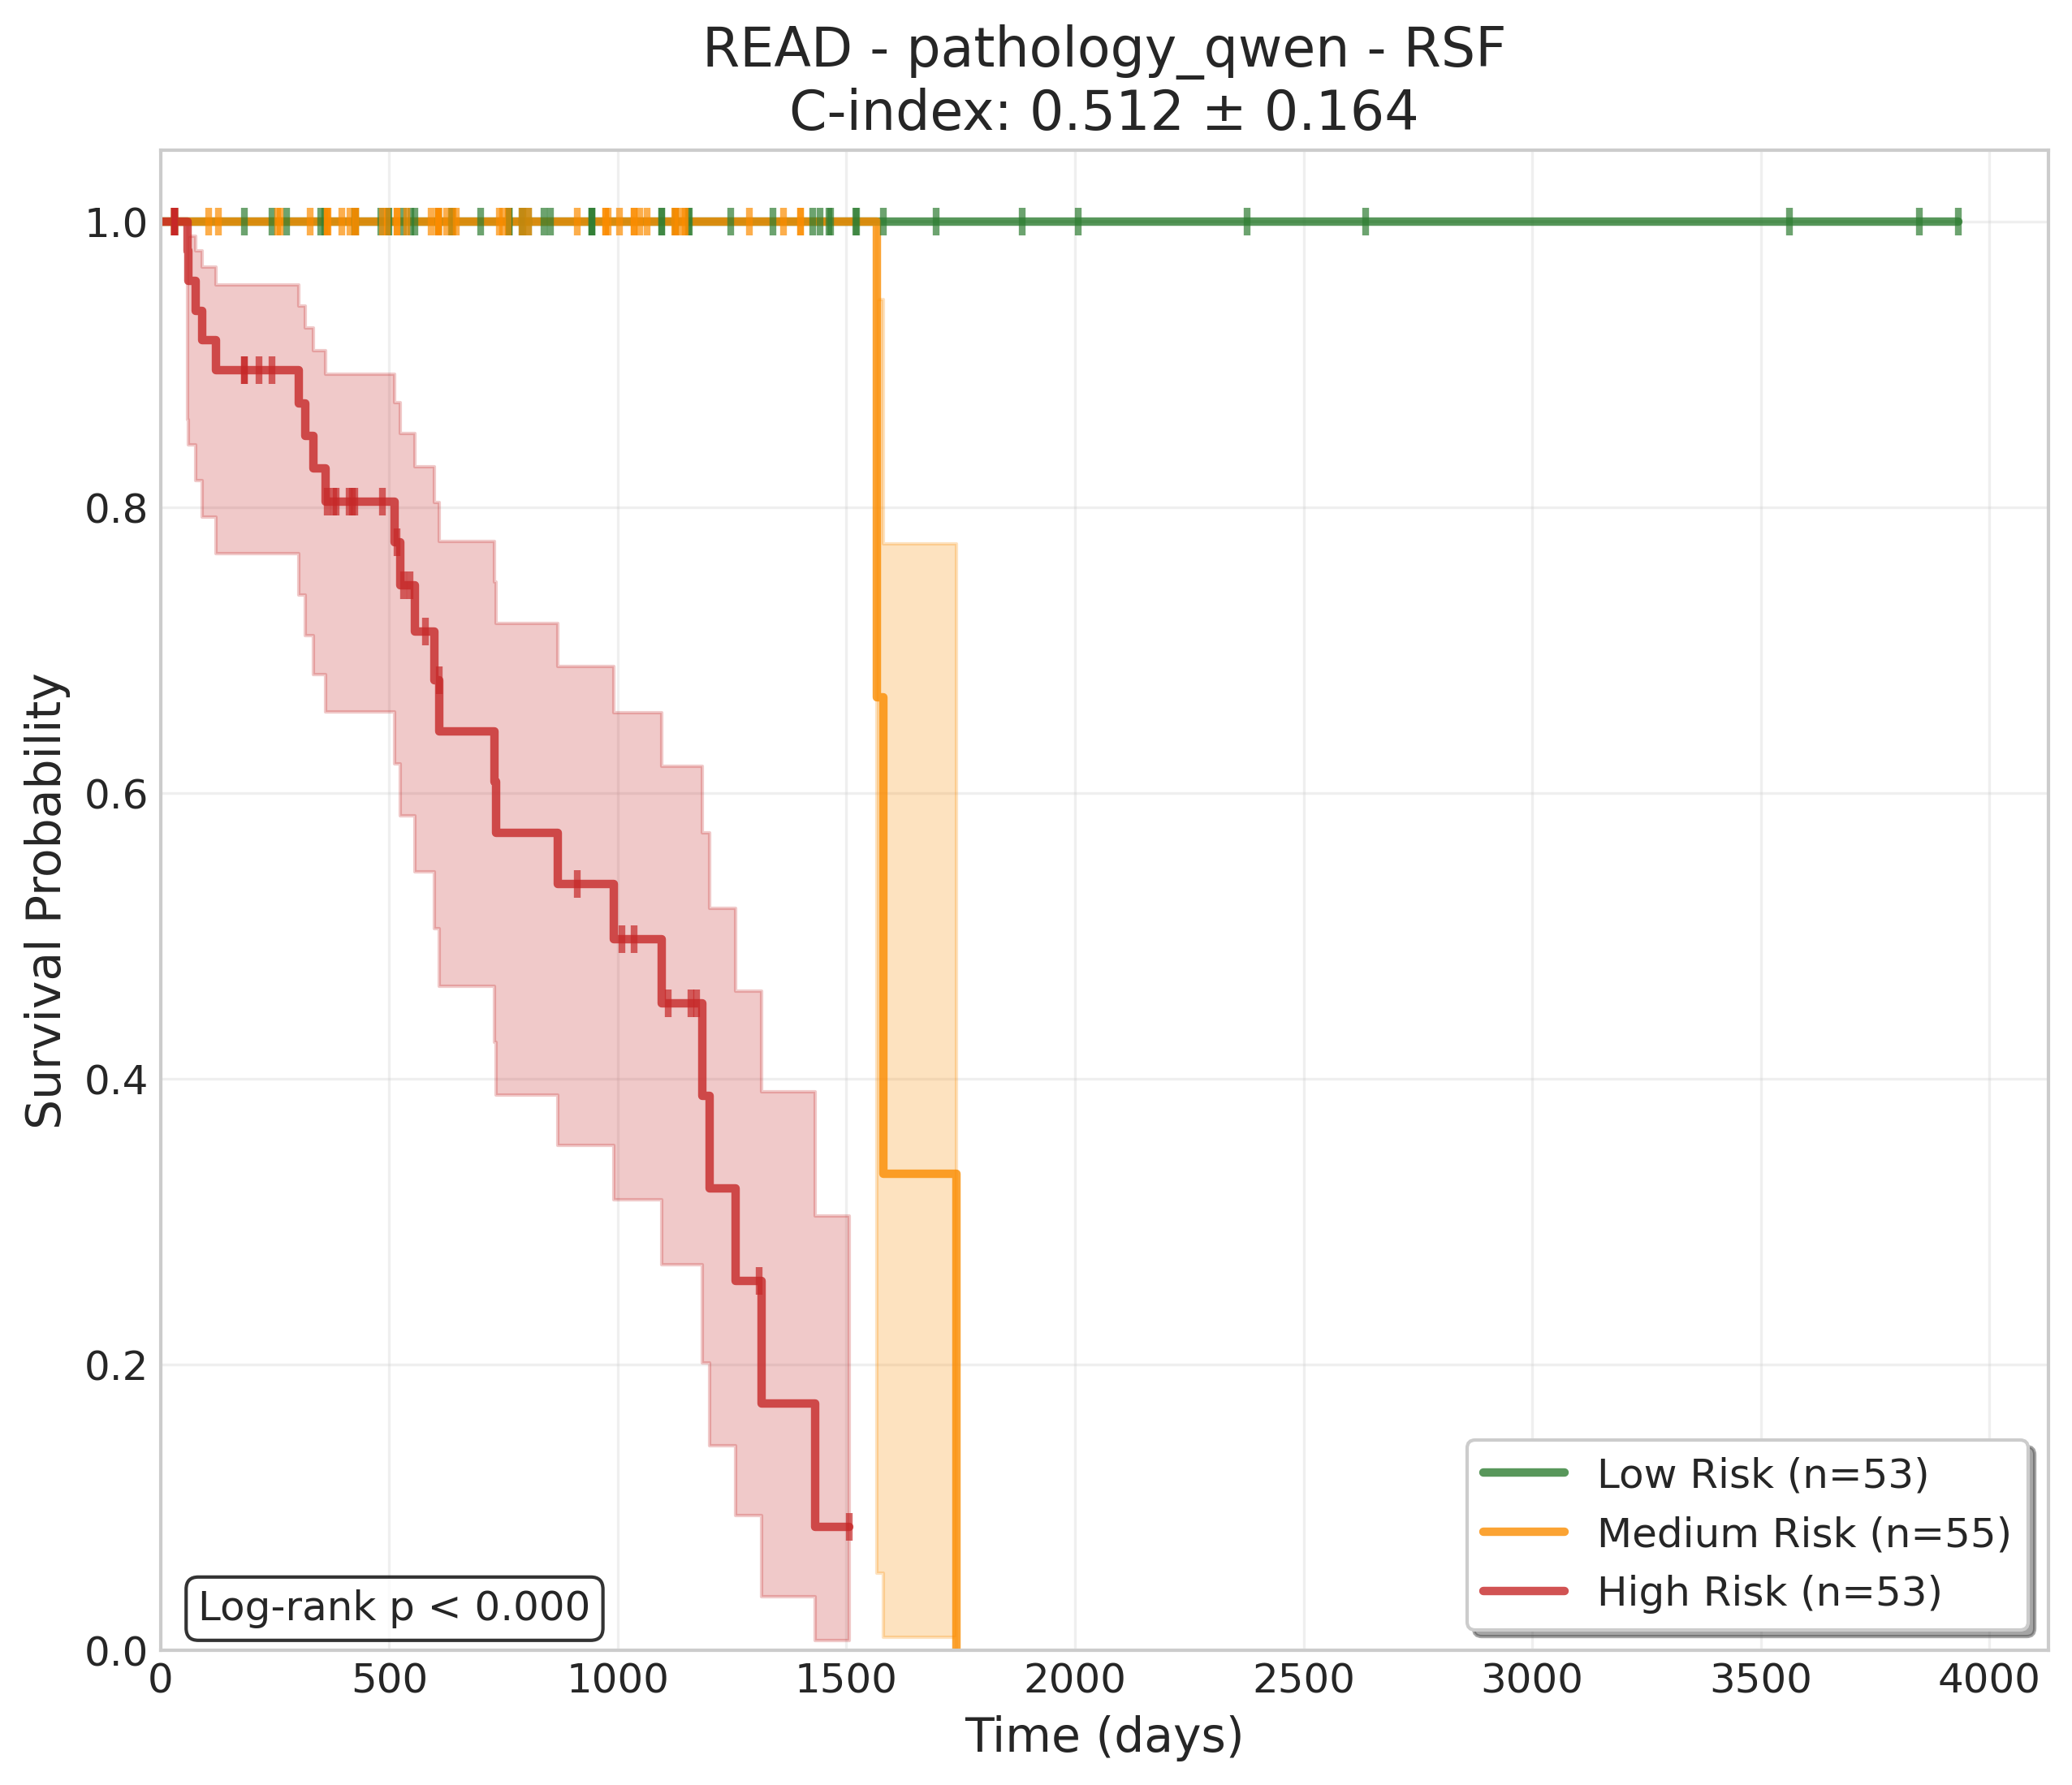 READ - pathology_qwen - RSF
C-index: 0.512 ± 0.164
Survival Probability
1.0
0.8
0.6
0.4
0.2
0.0
Log-rank p < 0.000
Low Risk (n=53)
Medium Risk (n=55)
High Risk (n=53)
0 500 1000 1500 2000 2500 3000 3500 4000
Time (days)